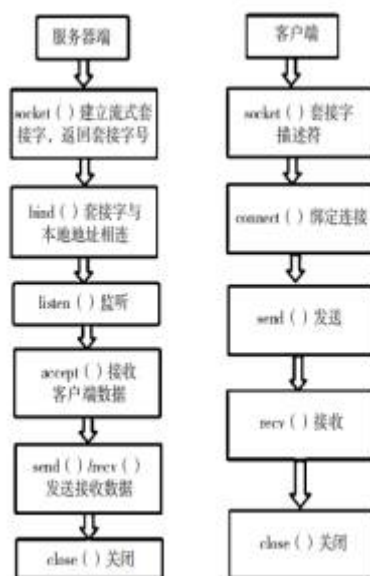 服务器端
socket ( ) 建立流式套
接字，返回套接字号
bind ( ) 套接字与
本地地址相连
listen ( ) 监听
accept ( ) 接收
客户端数据
send ( ) /recv ( )
发送接收数据
close ( ) 关闭
客户端
socket ( ) 套接字
描述符
connect ( ) 绑定连接
send ( ) 发送
recv ( ) 接收
close ( ) 关闭